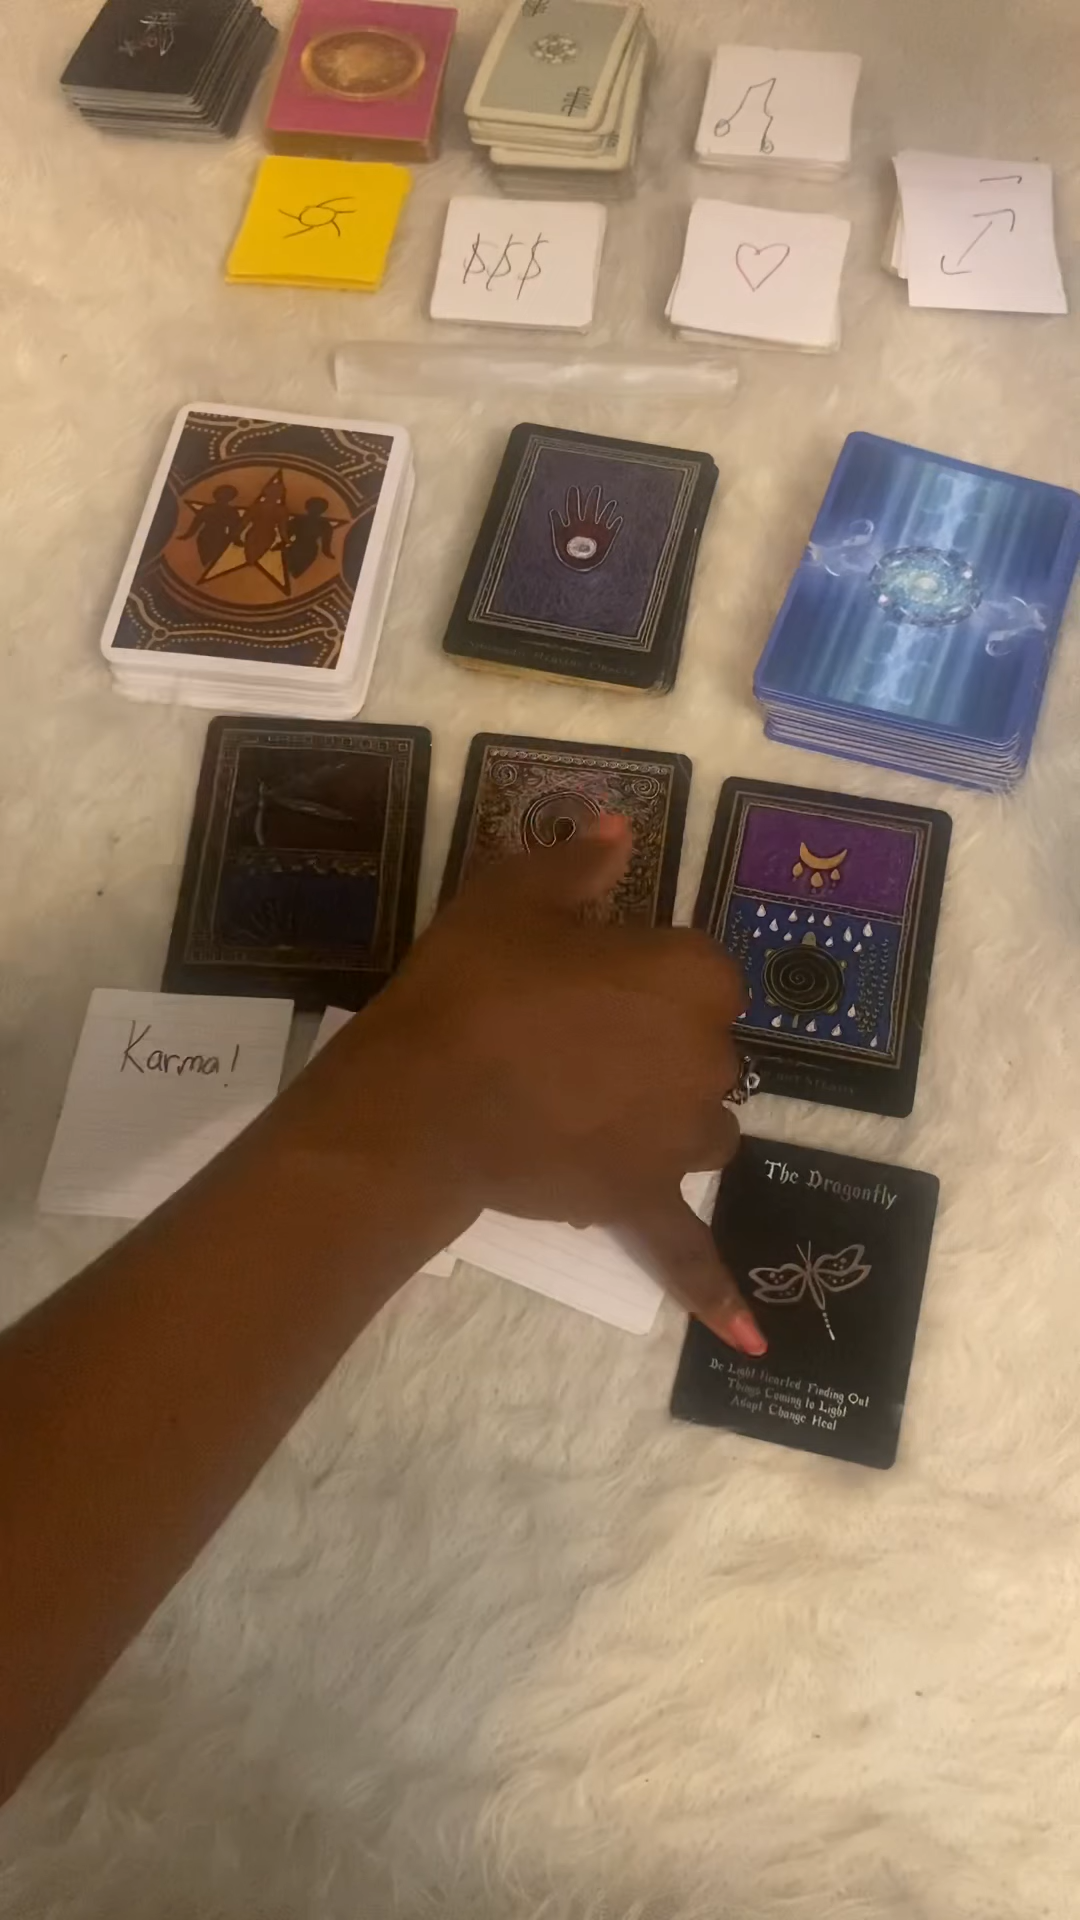 $$$
Karma!
The Dragonfly
Be Light Hearted Finding Out
Things Coming to Light
Adapt Change Heal